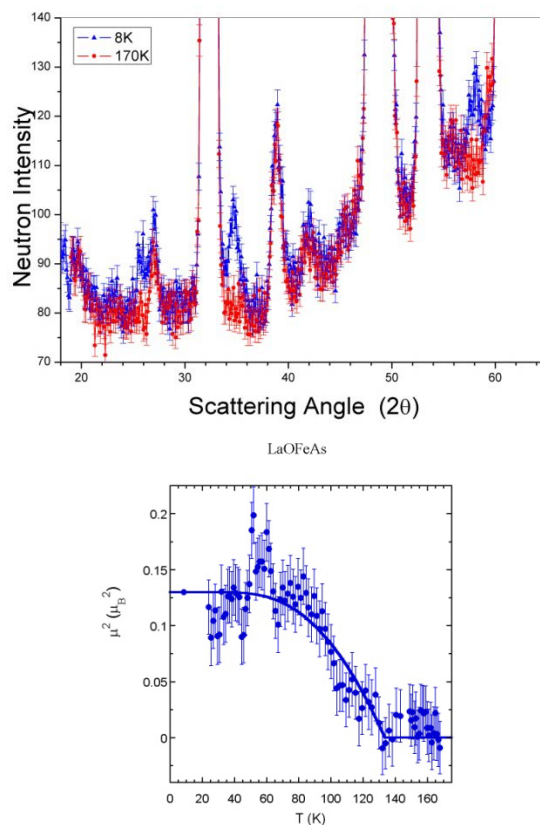 140
130
120
110
100
90
80
70
Neutron Intensity
8K
170K
20 30 40 50 60
Scattering Angle (2θ)
LaOFeAs
0.2
0.15
0.1
0.05
0
μ² (μ_B²)
0 20 40 60 80 100 120 140 160
T (K)